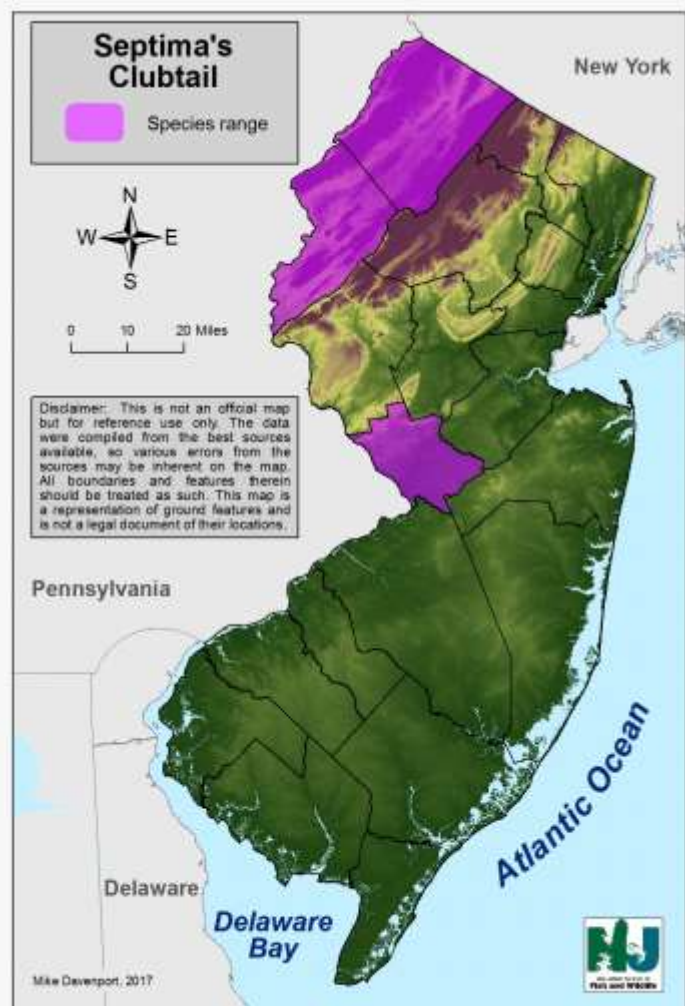 Septima's
Clubtail
Species range
New York
N
W E
S
0 10 20 Miles
Disclaimer: This is not an official map
but for reference use only. The data
were compiled from the best sources
available, so various errors from the
sources may be inherent on the map.
All boundaries and features therein
should be treated as such. This map is
a representation of ground features and
is not a legal document of their locations.
Pennsylvania
Atlantic Ocean
Delaware
Delaware
Bay
NJ
Fish and Wildlife
Mike Davenport, 2017